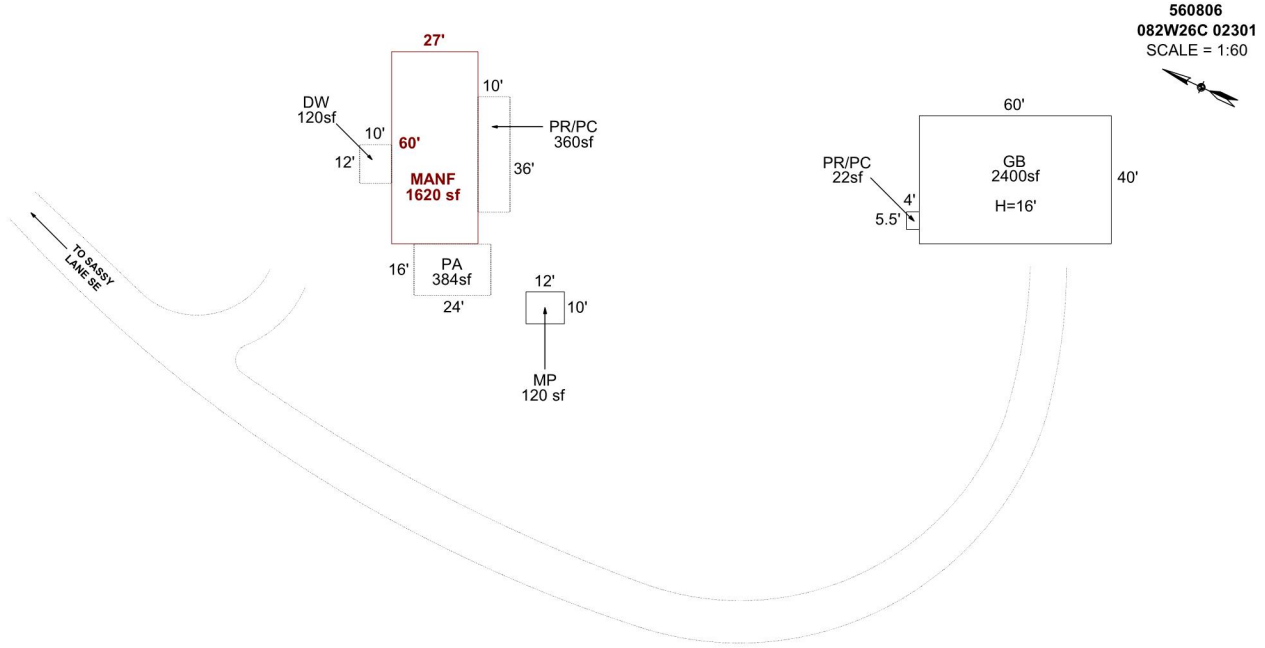 560806
082W26C 02301
SCALE = 1:60
27'
10'
DW
120sf
10'
12'
60'
MANF
1620 sf
PR/PC
360sf
36'
60'
GB
2400sf
H=16'
40'
PR/PC
22sf
4'
5.5'
TO SASSY
LANE SE
16'
PA
384sf
24'
12'
10'
MP
120 sf